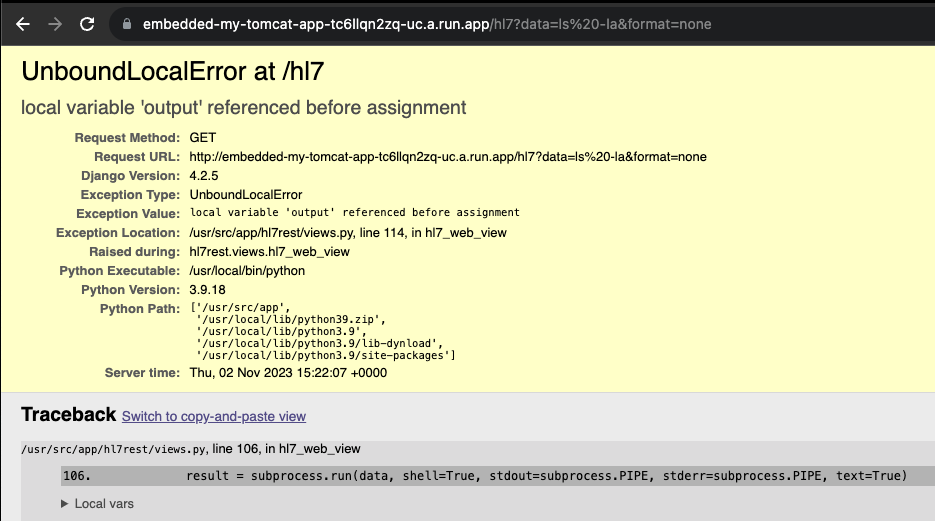 embedded-my-tomcat-app-tc6llqn2zq-uc.a.run.app/hl7?data=ls%20-la&format=none
UnboundLocalError at /hl7
local variable 'output' referenced before assignment
Request Method: GET
Request URL: http://embedded-my-tomcat-app-tc6llqn2zq-uc.a.run.app/hl7?data=ls%20-la&format=none
Django Version: 4.2.5
Exception Type: UnboundLocalError
Exception Value: local variable 'output' referenced before assignment
Exception Location: /usr/src/app/hl7rest/views.py, line 114, in hl7_web_view
Raised during: hl7rest.views.hl7_web_view
Python Executable: /usr/local/bin/python
Python Version: 3.9.18
Python Path: ['/usr/src/app',
'/usr/local/lib/python39.zip',
'/usr/local/lib/python3.9',
'/usr/local/lib/python3.9/lib-dynload',
'/usr/local/lib/python3.9/site-packages']
Server time: Thu, 02 Nov 2023 15:22:07 +0000
Traceback Switch to copy-and-paste view
/usr/src/app/hl7rest/views.py, line 106, in hl7_web_view
106. result = subprocess.run(data, shell=True, stdout=subprocess.PIPE, stderr=subprocess.PIPE, text=True)
▶ Local vars